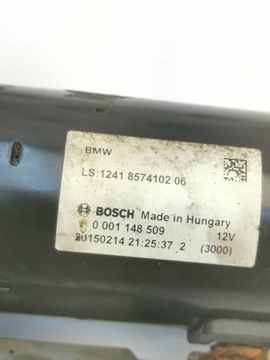 BMW
LS:1241 8574102 06
BOSCH Made in Hungary
0 001 148 509 12V
20150214 21:25:37 2 (3000)